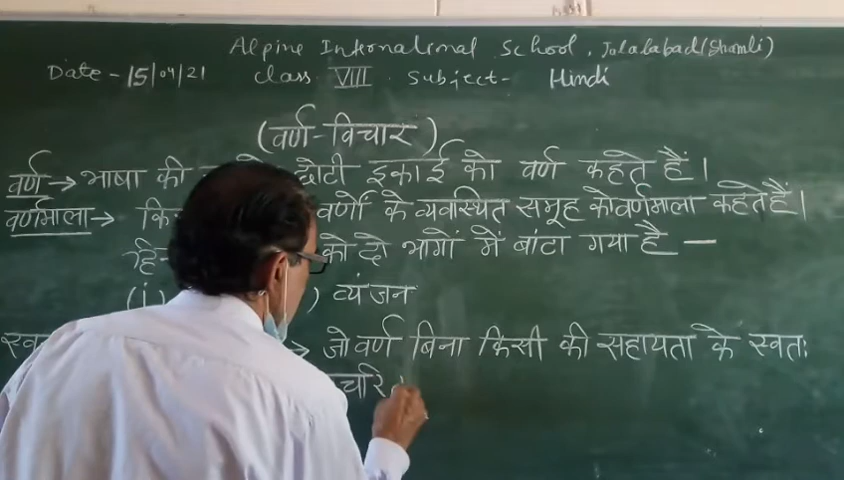 Alpine International School, Jalalabad (Shamli)
Date - 15/04/21 Class VIII Subject - Hindi
(वर्ण-विचार)
वर्ण → भाषा की छोटी इकाई को वर्ण कहते हैं।
वर्णमाला → वर्णों के व्यवस्थित समूह को वर्णमाला कहते हैं।
को दो भागों में बांटा गया है —
(i) ) व्यंजन
→ जो वर्ण बिना किसी की सहायता के स्वतः